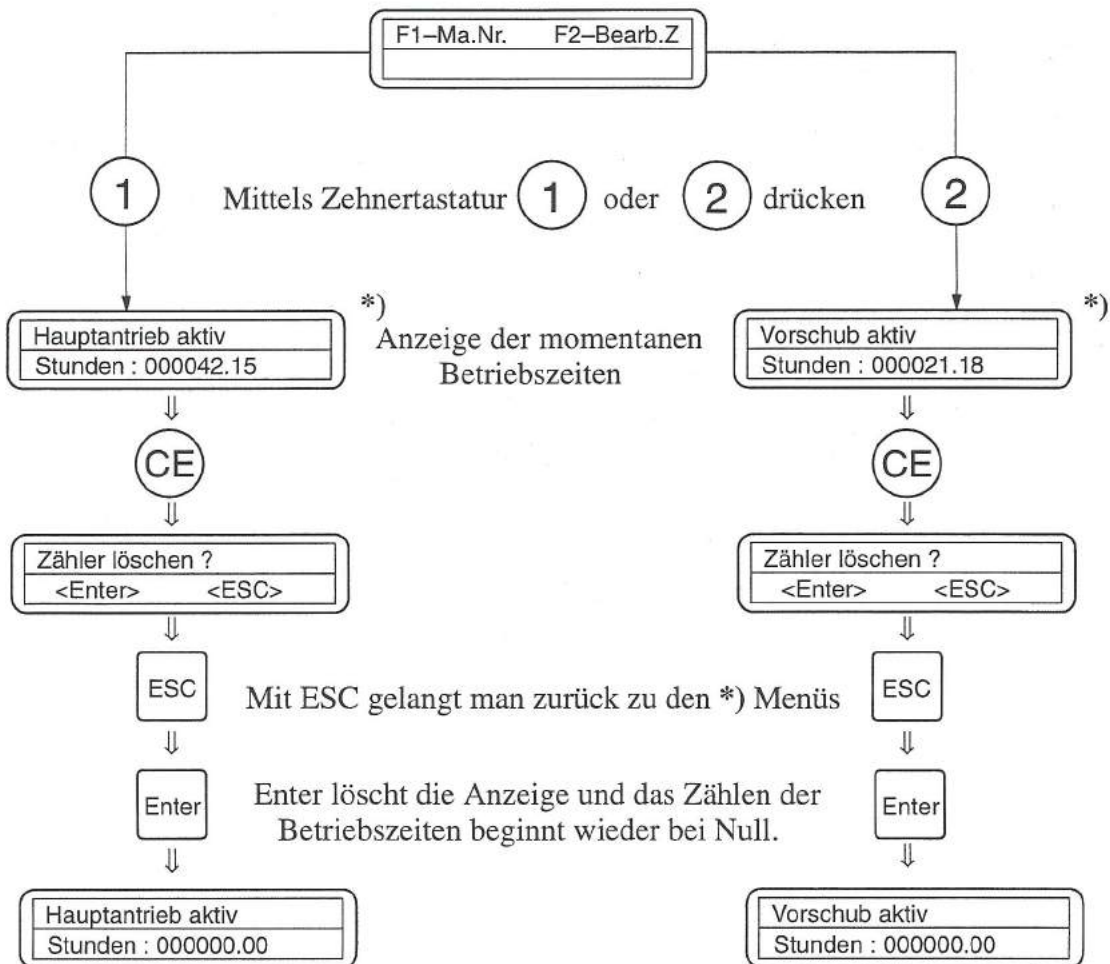 F1–Ma.Nr. F2–Bearb.Z
1 Mittels Zehnertastatur 1 oder 2 drücken 2
*)
*)
Hauptantrieb aktiv
Stunden : 000042.15
Anzeige der momentanen
Betriebszeiten
Vorschub aktiv
Stunden : 000021.18
CE
CE
Zähler löschen ?
<Enter> <ESC>
Zähler löschen ?
<Enter> <ESC>
ESC
Mit ESC gelangt man zurück zu den *) Menüs
ESC
Enter
Enter löscht die Anzeige und das Zählen der
Betriebszeiten beginnt wieder bei Null.
Enter
Hauptantrieb aktiv
Stunden : 000000.00
Vorschub aktiv
Stunden : 000000.00